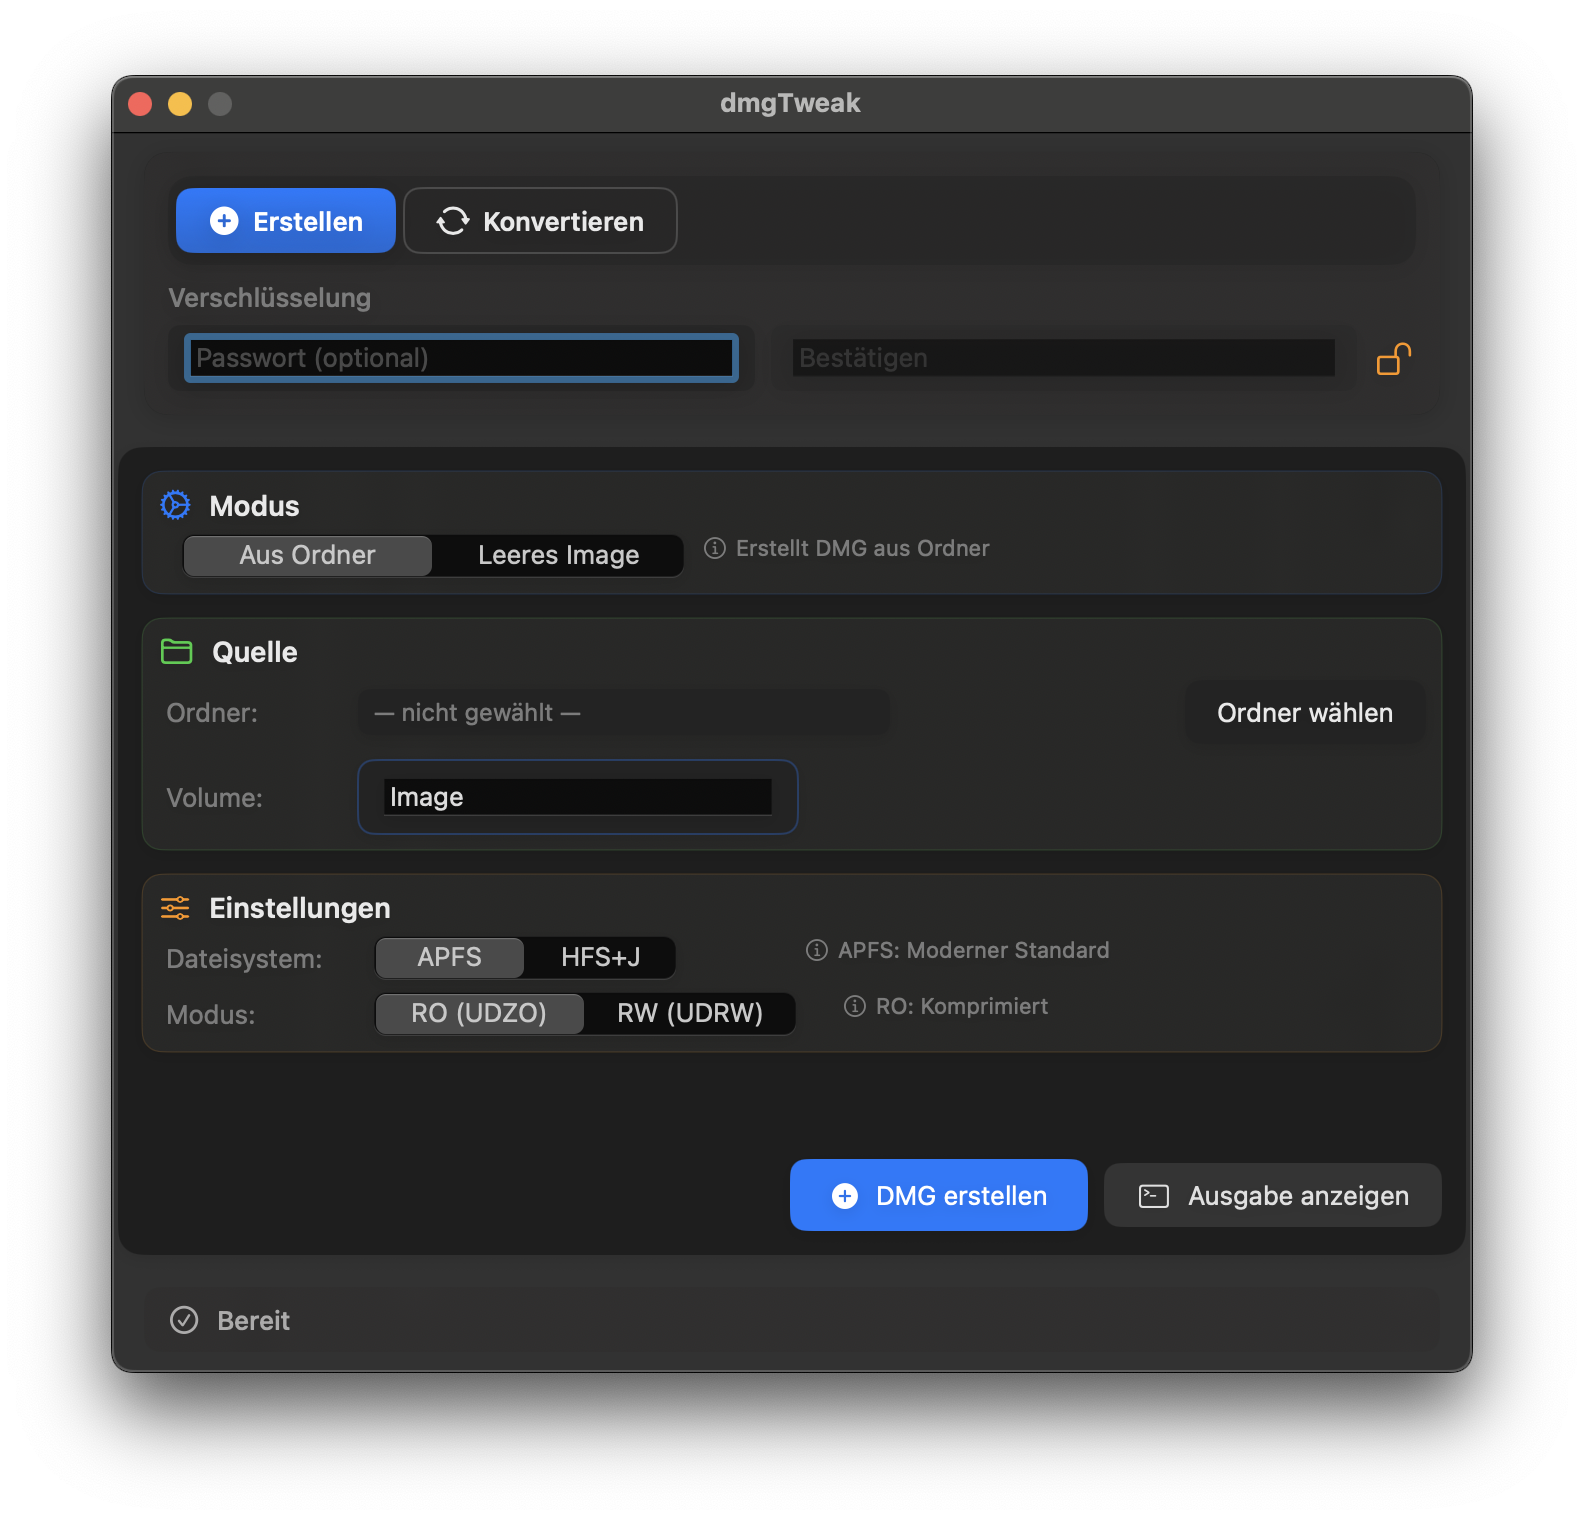 dmgTweak
Erstellen
Konvertieren
Verschlüsselung
Passwort (optional)
Bestätigen
Modus
Aus Ordner
Leeres Image
Erstellt DMG aus Ordner
Quelle
Ordner:
— nicht gewählt —
Ordner wählen
Volume:
Image
Einstellungen
Dateisystem:
APFS
HFS+J
APFS: Moderner Standard
Modus:
RO (UDZO)
RW (UDRW)
RO: Komprimiert
DMG erstellen
Ausgabe anzeigen
Bereit